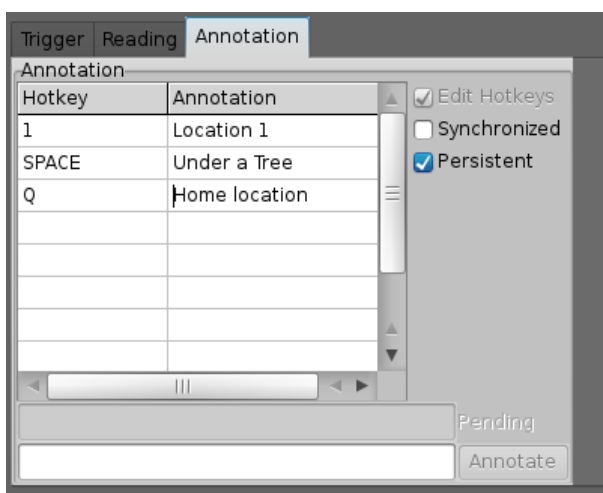 Trigger Reading Annotation
Annotation
Hotkey Annotation
1 Location 1
SPACE Under a Tree
Q Home location
Edit Hotkeys
Synchronized
Persistent
Pending
Annotate